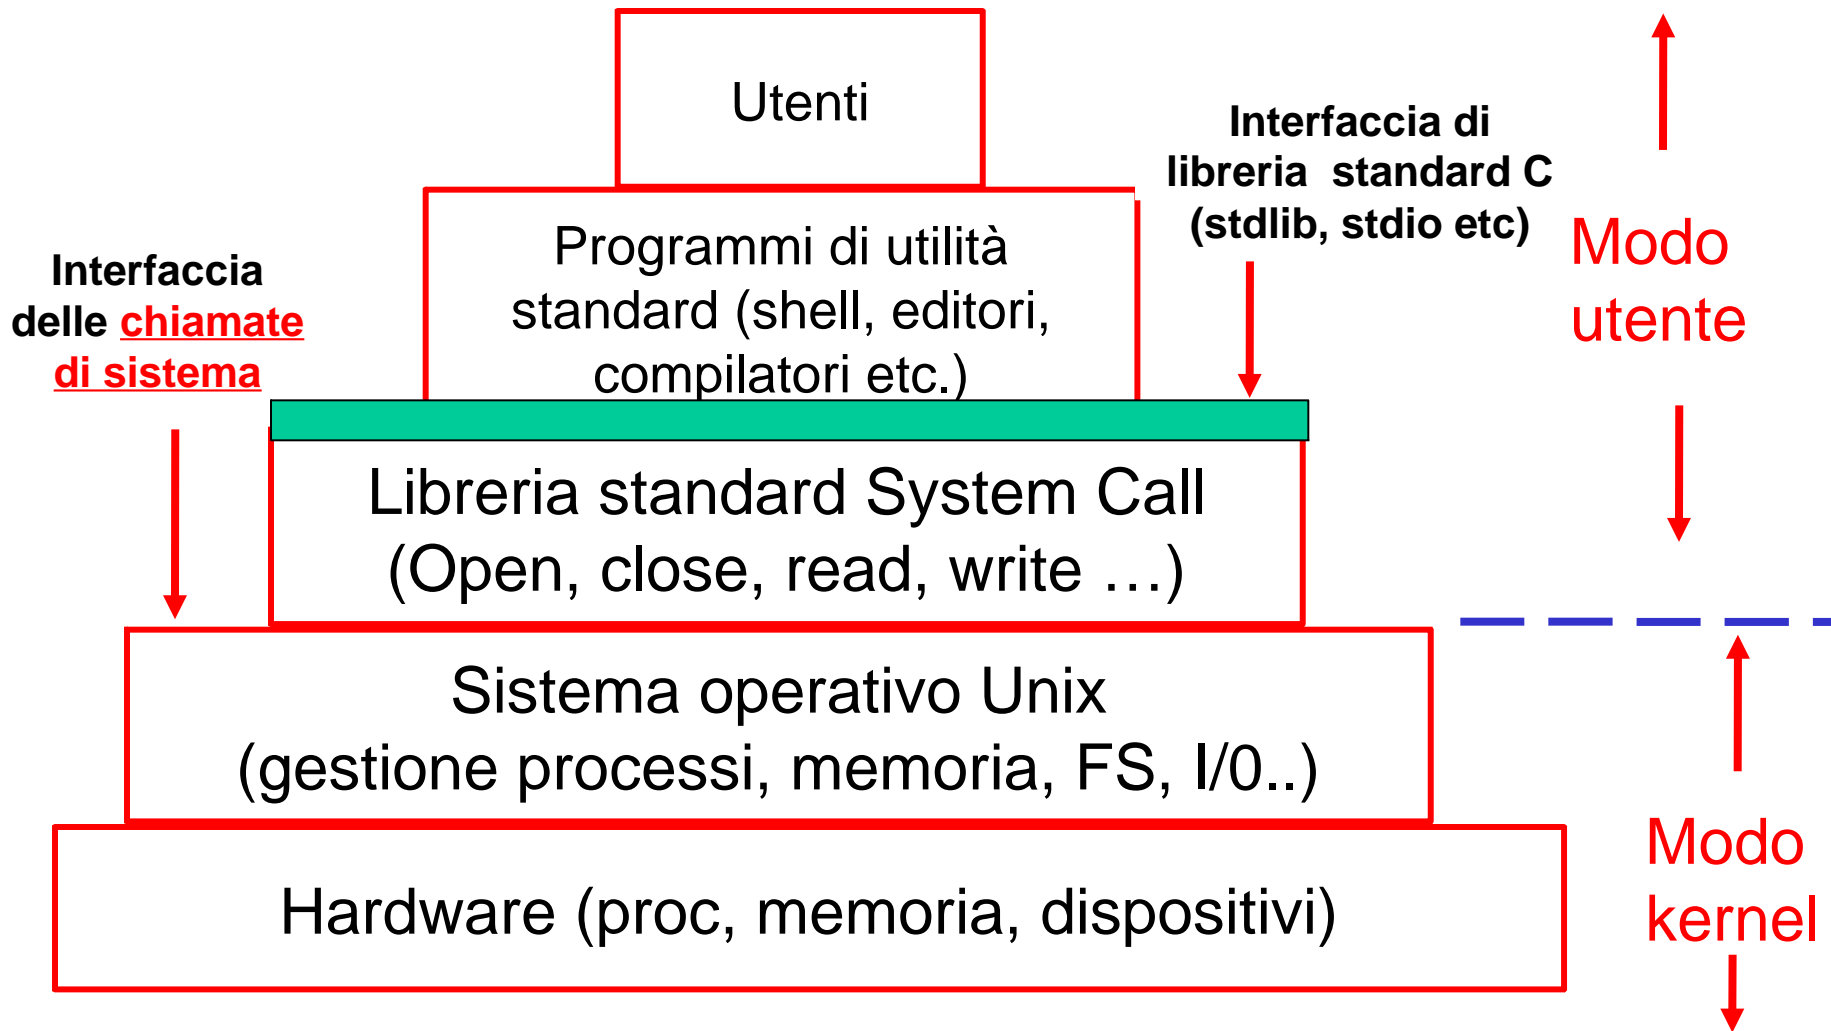 Utenti
Interfaccia di
libreria standard C
(stdlib, stdio etc)
Programmi di utilità
standard (shell, editori,
compilatori etc.)
Modo
utente
Interfaccia
delle chiamate
di sistema
Libreria standard System Call
(Open, close, read, write …)
Sistema operativo Unix
(gestione processi, memoria, FS, I/0..)
Modo
kernel
Hardware (proc, memoria, dispositivi)